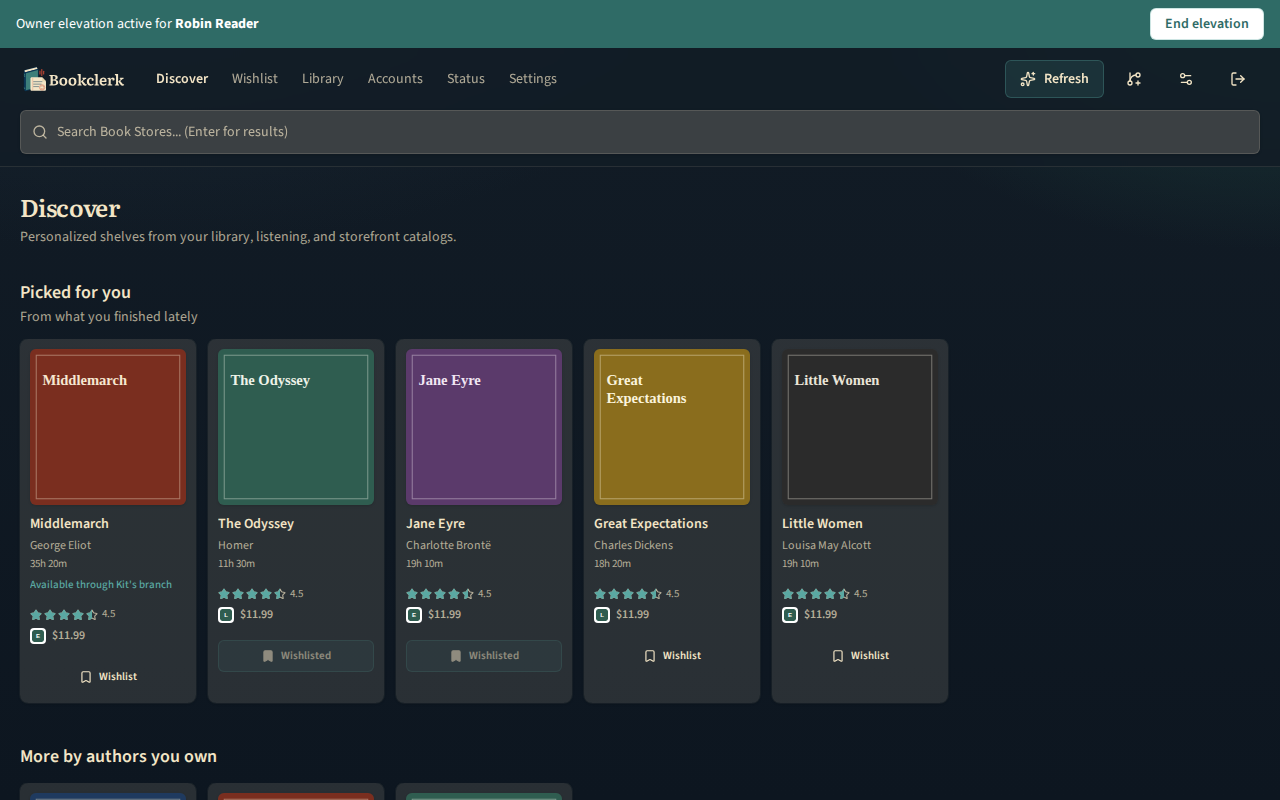 Owner elevation active for Robin Reader
End elevation
Bookclerk
Discover
Wishlist
Library
Accounts
Status
Settings
Refresh
Search Book Stores... (Enter for results)
Discover
Personalized shelves from your library, listening, and storefront catalogs.
Picked for you
From what you finished lately
Middlemarch
Middlemarch
George Eliot
35h 20m
Available through Kit's branch
4.5
E
$11.99
Wishlist
The Odyssey
The Odyssey
Homer
11h 30m
4.5
L
$11.99
Wishlisted
Jane Eyre
Jane Eyre
Charlotte Brontë
19h 10m
4.5
E
$11.99
Wishlisted
Great
Expectations
Great Expectations
Charles Dickens
18h 20m
4.5
L
$11.99
Wishlist
Little Women
Little Women
Louisa May Alcott
19h 10m
4.5
E
$11.99
Wishlist
More by authors you own